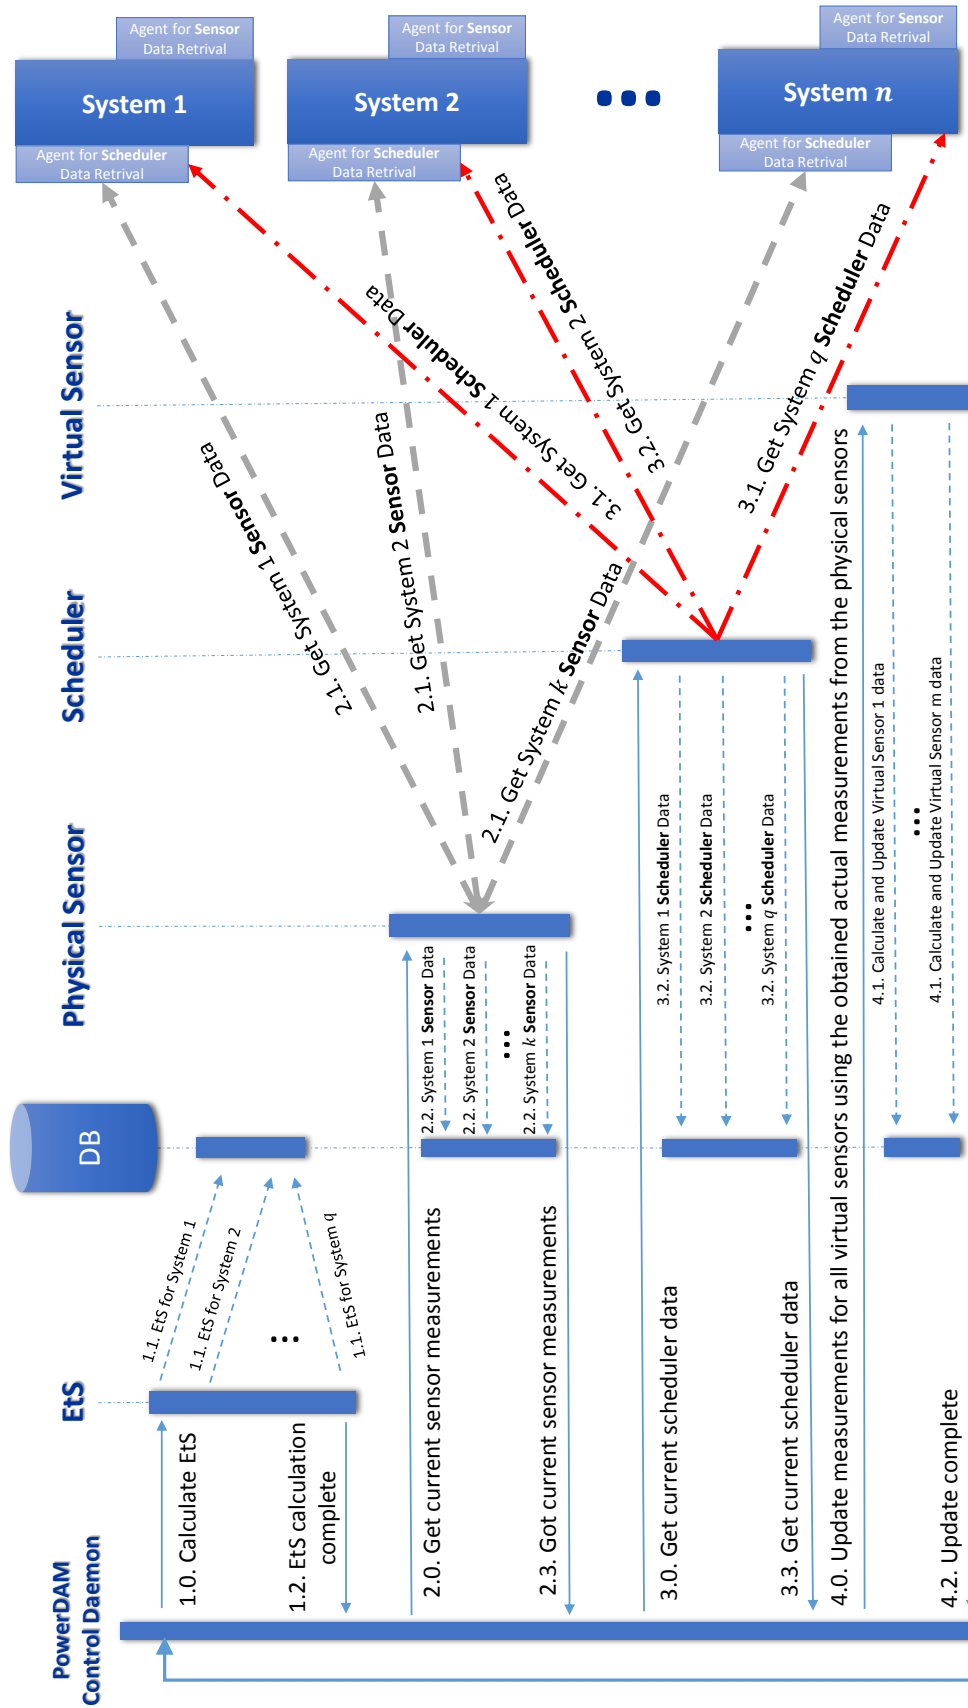 Agent for Sensor
Data Retrival
System 1
Agent for Scheduler
Data Retrival
Agent for Sensor
Data Retrival
System 2
Agent for Scheduler
Data Retrival
...
Agent for Sensor
Data Retrival
System n
Agent for Scheduler
Data Retrival
PowerDAM
Control Daemon
EtS
DB
Physical Sensor
Scheduler
Virtual Sensor
1.0. Calculate EtS
1.1. EtS for System 1
1.1. EtS for System 2
...
1.1. EtS for System q
1.2. EtS calculation
complete
2.0. Get current sensor measurements
2.1. Get System 1 Sensor Data
2.1. Get System 2 Sensor Data
2.1. Get System k Sensor Data
2.2. System 1 Sensor Data
2.2. System 2 Sensor Data
...
2.2. System k Sensor Data
2.3. Got current sensor measurements
3.0. Get current scheduler data
3.1. Get System 1 Scheduler Data
3.2. Get System 2 Scheduler Data
3.1. Get System q Scheduler Data
3.2. System 1 Scheduler Data
3.2. System 2 Scheduler Data
...
3.2. System q Scheduler Data
3.3. Get current scheduler data
4.0. Update measurements for all virtual sensors using the obtained actual measurements from the physical sensors
4.1. Calculate and Update Virtual Sensor 1 data
...
4.1. Calculate and Update Virtual Sensor m data
4.2. Update complete